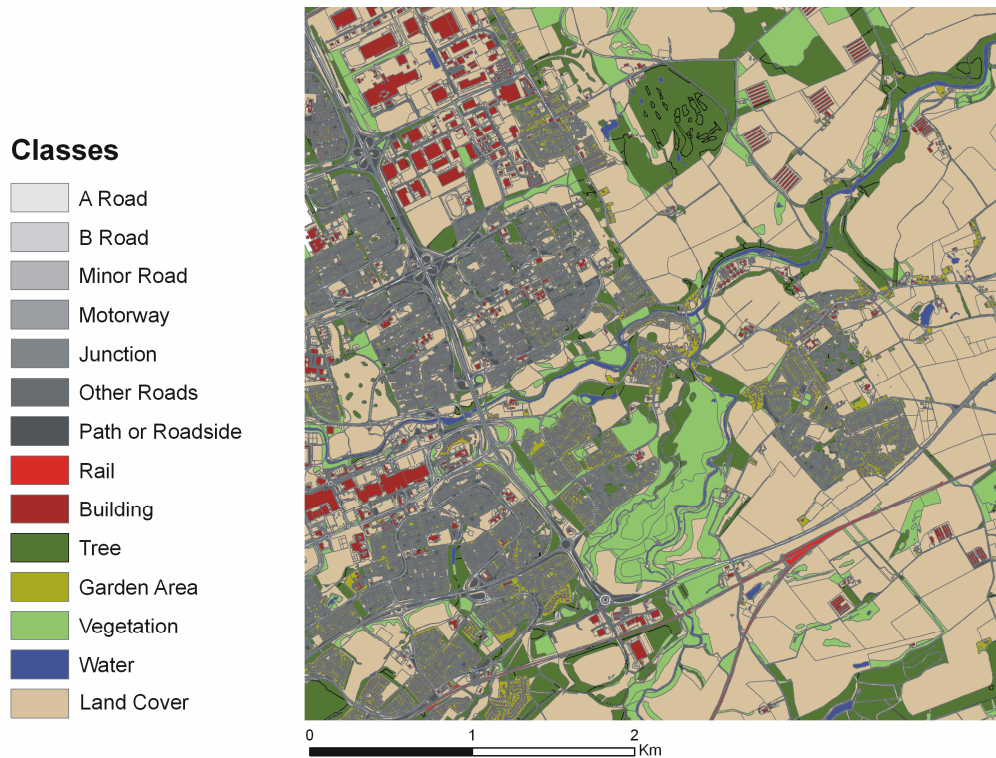 Classes
A Road
B Road
Minor Road
Motorway
Junction
Other Roads
Path or Roadside
Rail
Building
Tree
Garden Area
Vegetation
Water
Land Cover
0 1 2
Km